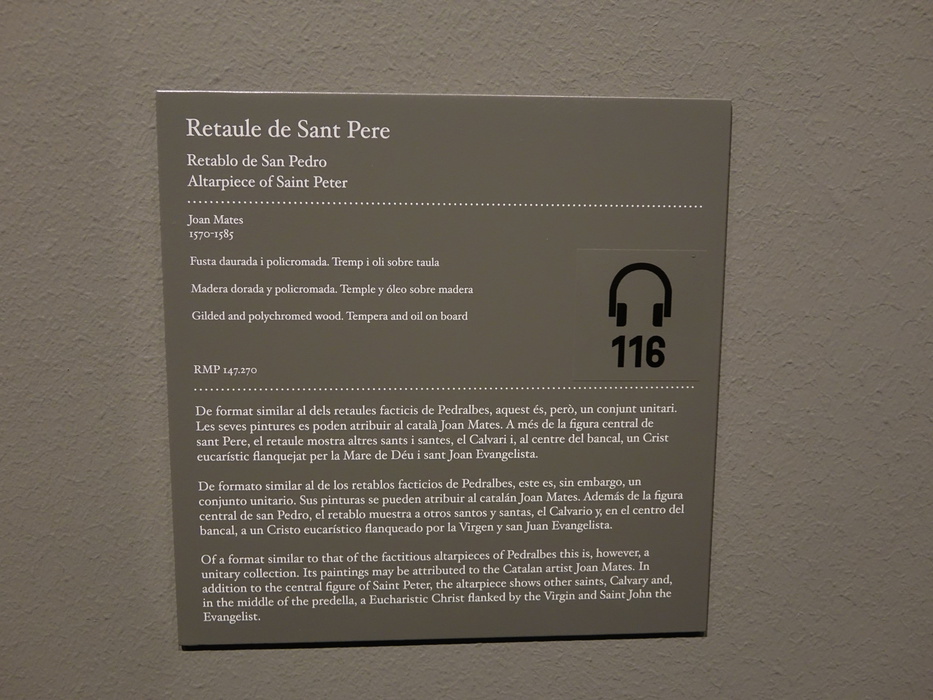 Retaule de Sant Pere
Retablo de San Pedro
Altarpiece of Saint Peter
Joan Mates
1570-1585
Fusta daurada i policromada. Tremp i oli sobre taula
Madera dorada y policromada. Temple y óleo sobre madera
Gilded and polychromed wood. Tempera and oil on board
116
RMP 147.270
De format similar al dels retaules facticis de Pedralbes, aquest és, però, un conjunt unitari.
Les seves pintures es poden atribuir al català Joan Mates. A més de la figura central de
sant Pere, el retaule mostra altres sants i santes, el Calvari i, al centre del bancal, un Crist
eucarístic flanquejat per la Mare de Déu i sant Joan Evangelista.
De formato similar al de los retablos facticios de Pedralbes, este es, sin embargo, un
conjunto unitario. Sus pinturas se pueden atribuir al catalán Joan Mates. Además de la figura
central de san Pedro, el retablo muestra a otros santos y santas, el Calvario y, en el centro del
bancal, a un Cristo eucarístico flanqueado por la Virgen y san Juan Evangelista.
Of a format similar to that of the factitious altarpieces of Pedralbes this is, however, a
unitary collection. Its paintings may be attributed to the Catalan artist Joan Mates. In
addition to the central figure of Saint Peter, the altarpiece shows other saints, Calvary and,
in the middle of the predella, a Eucharistic Christ flanked by the Virgin and Saint John the
Evangelist.